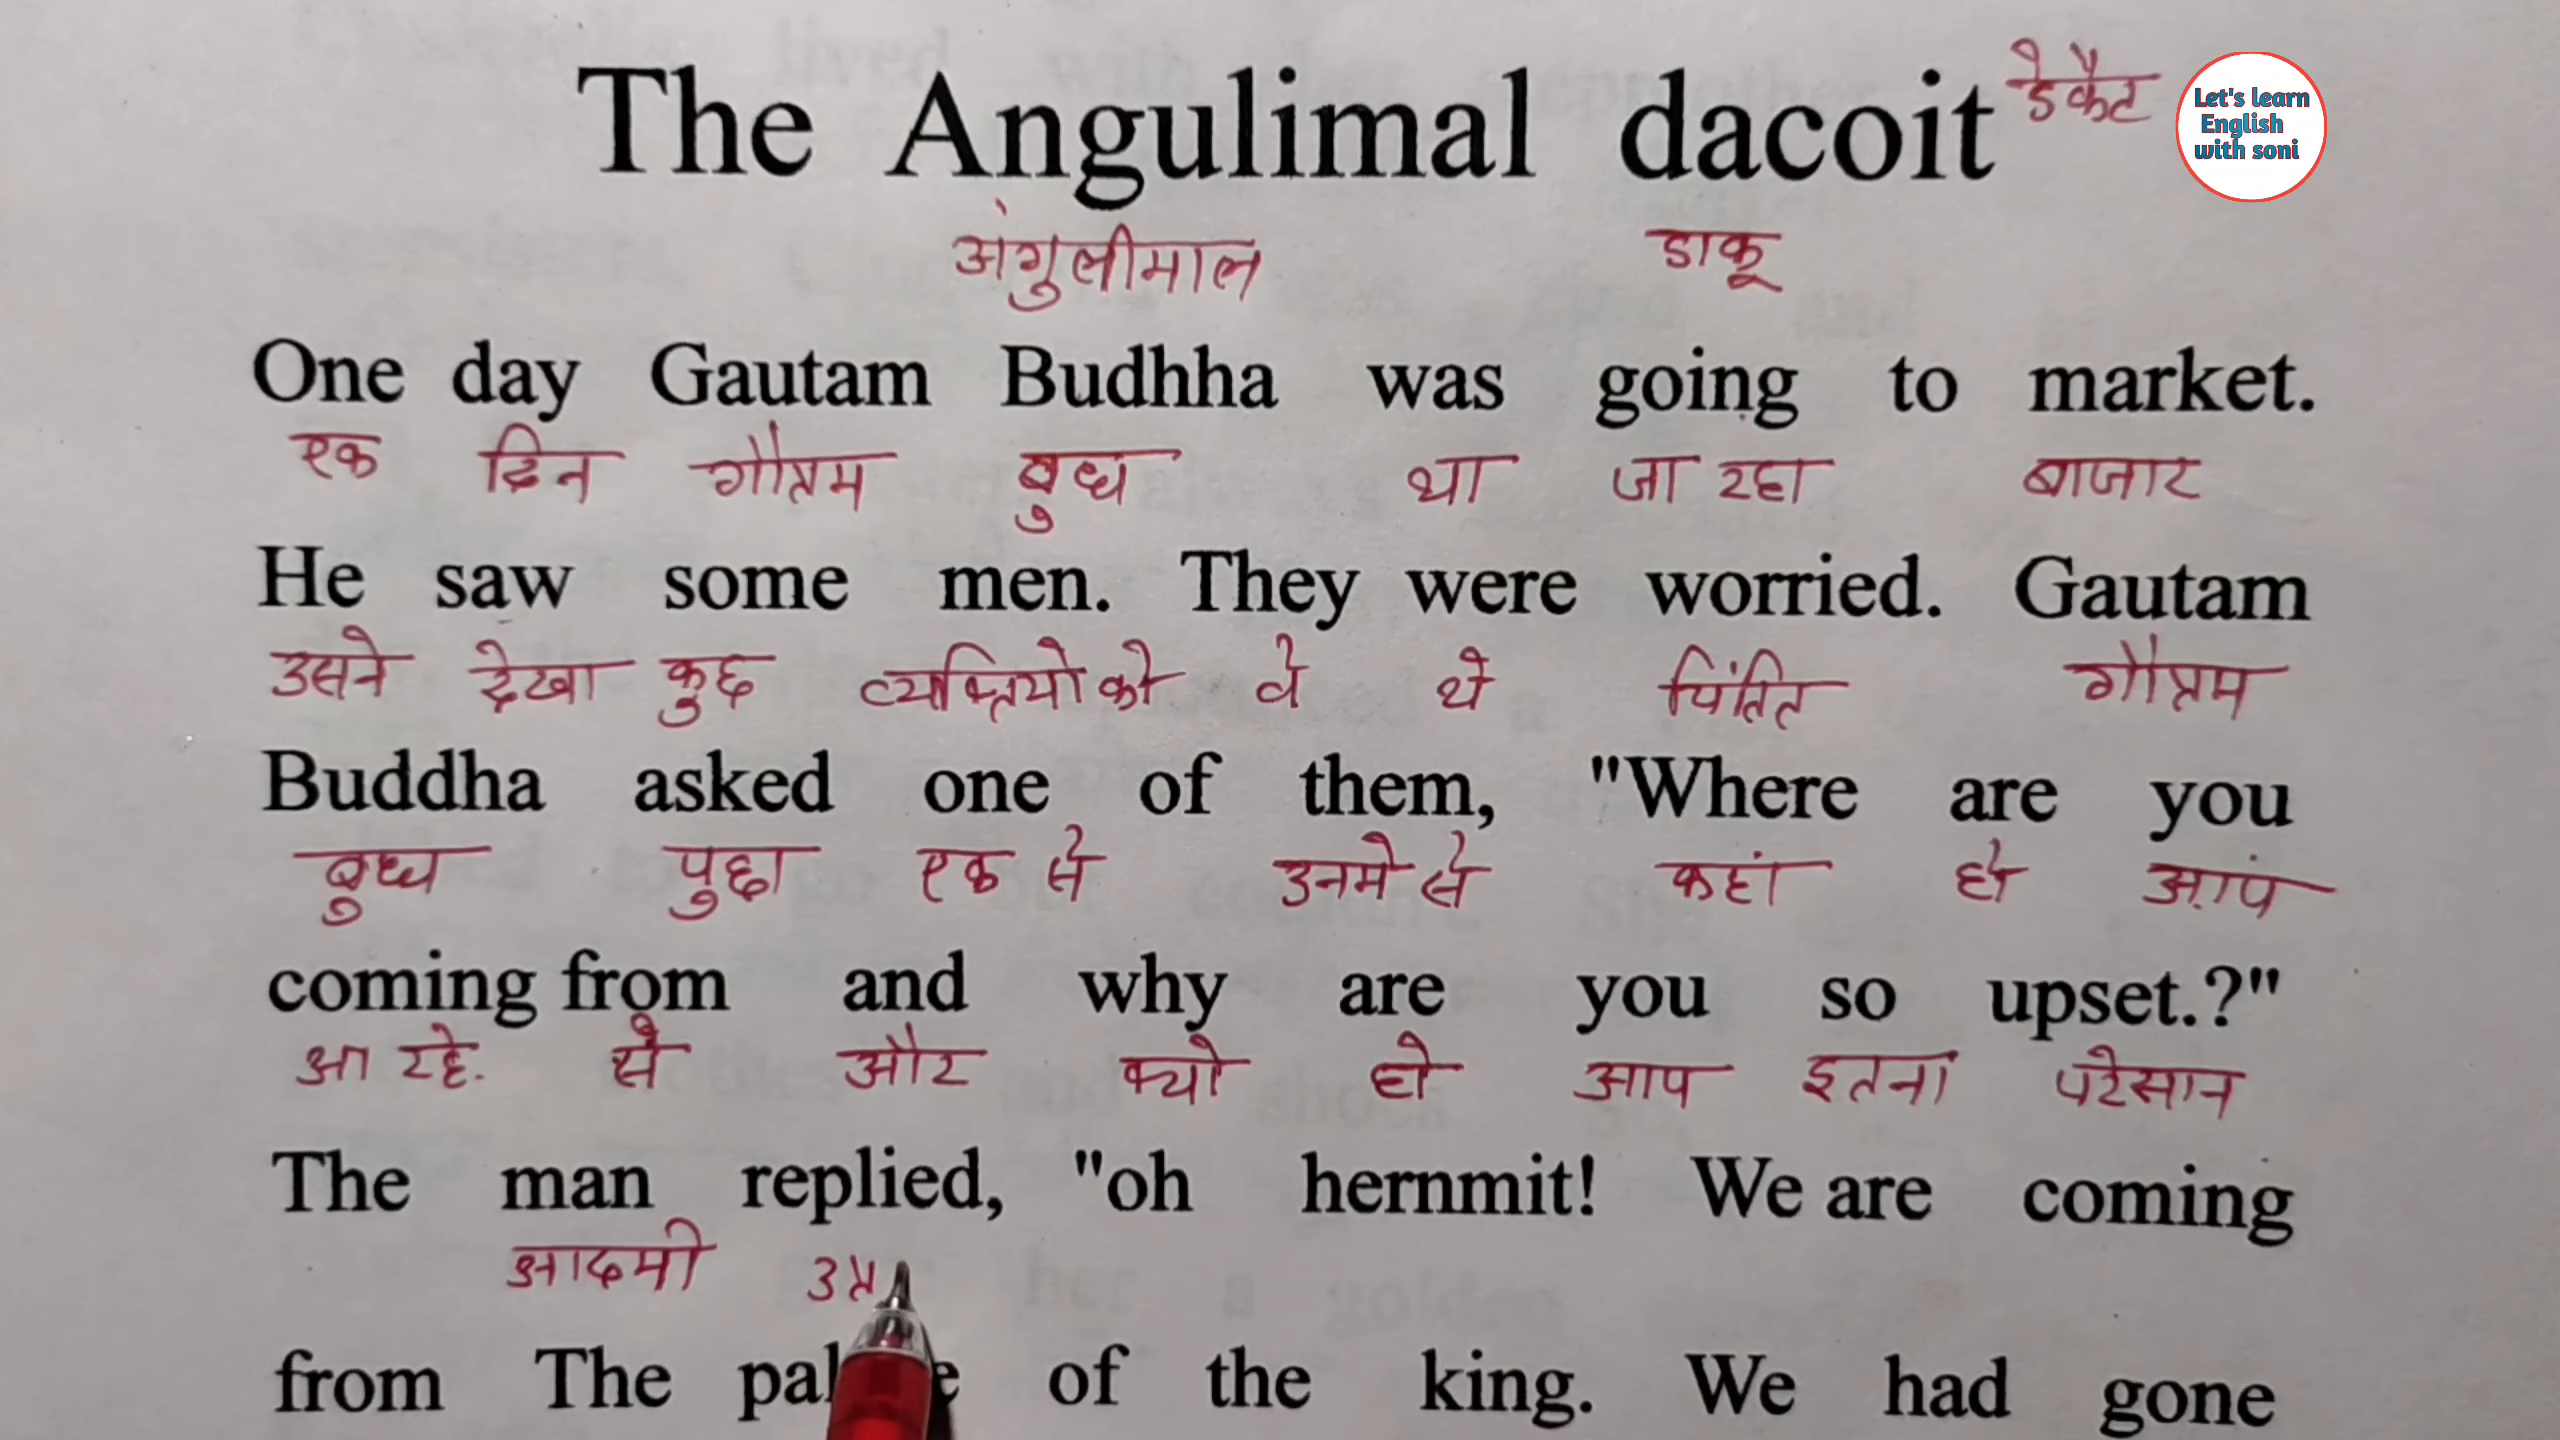 The Angulimal dacoit डेकैट
Let's learn
English
with soni
अंगुलीमाल डाकू
One day Gautam Budhha was going to market.
एक दिन गौतम बुध्ध था जा रहा बाजार
He saw some men. They were worried. Gautam
उसने देखा कुछ व्यक्तियो को वे थे चिंतित गौतम
Buddha asked one of them, "Where are you
बुध्ध पुछा एक से उनमे से कहां हो आप
coming from and why are you so upset.?"
आ रहे. से और क्यो हो आप इतना परेसान
The man replied, "oh hernmit! We are coming
आदमी उत्त
from The of the king. We had gone